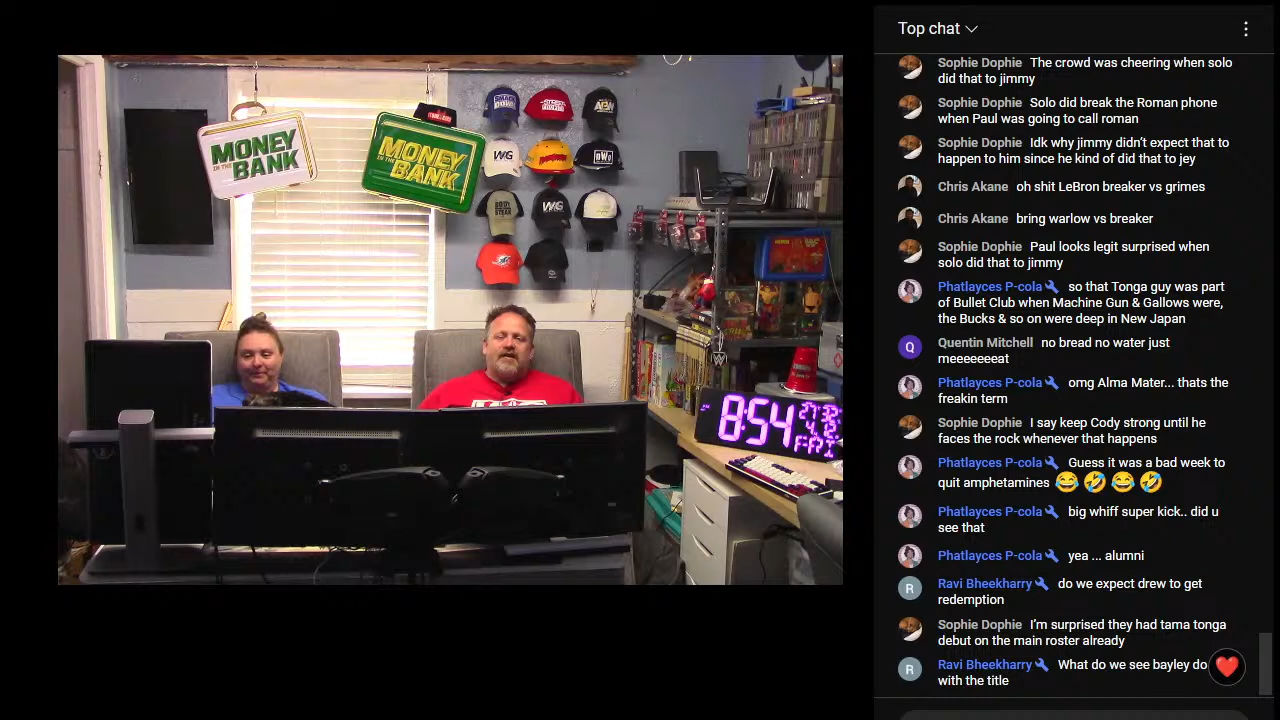 Top chat
Sophie Dophie The crowd was cheering when solo
did that to jimmy
Sophie Dophie Solo did break the Roman phone
when Paul was going to call roman
Sophie Dophie Idk why jimmy didn’t expect that to
happen to him since he kind of did that to jey
Chris Akane oh shit LeBron breaker vs grimes
Chris Akane bring warlow vs breaker
Sophie Dophie Paul looks legit surprised when
solo did that to jimmy
Phatlayces P-cola so that Tonga guy was part
of Bullet Club when Machine Gun & Gallows were,
the Bucks & so on were deep in New Japan
Q
Quentin Mitchell no bread no water just
meeeeeeat
Phatlayces P-cola omg Alma Mater... thats the
freakin term
Sophie Dophie I say keep Cody strong until he
faces the rock whenever that happens
Phatlayces P-cola Guess it was a bad week to
quit amphetamines 😂 🤣 😂 🤣
Phatlayces P-cola big whiff super kick.. did u
see that
Phatlayces P-cola yea ... alumni
R
Ravi Bheekharry do we expect drew to get
redemption
Sophie Dophie I’m surprised they had tama tonga
debut on the main roster already
R
Ravi Bheekharry What do we see bayley do
with the title
MONEY
IN THE BANK
MONEY
IN THE BANK
WG
nWo
WG
8:54
FRI